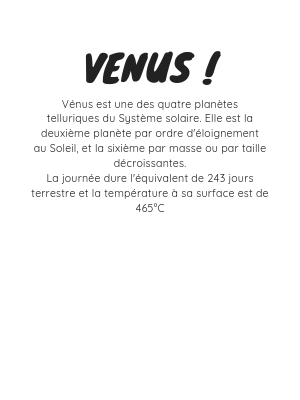 VENUS !
Vénus est une des quatre planètes
telluriques du Système solaire. Elle est la
deuxième planète par ordre d'éloignement
au Soleil, et la sixième par masse ou par taille
décroissantes.
La journée dure l'équivalent de 243 jours
terrestre et la température à sa surface est de
465°C